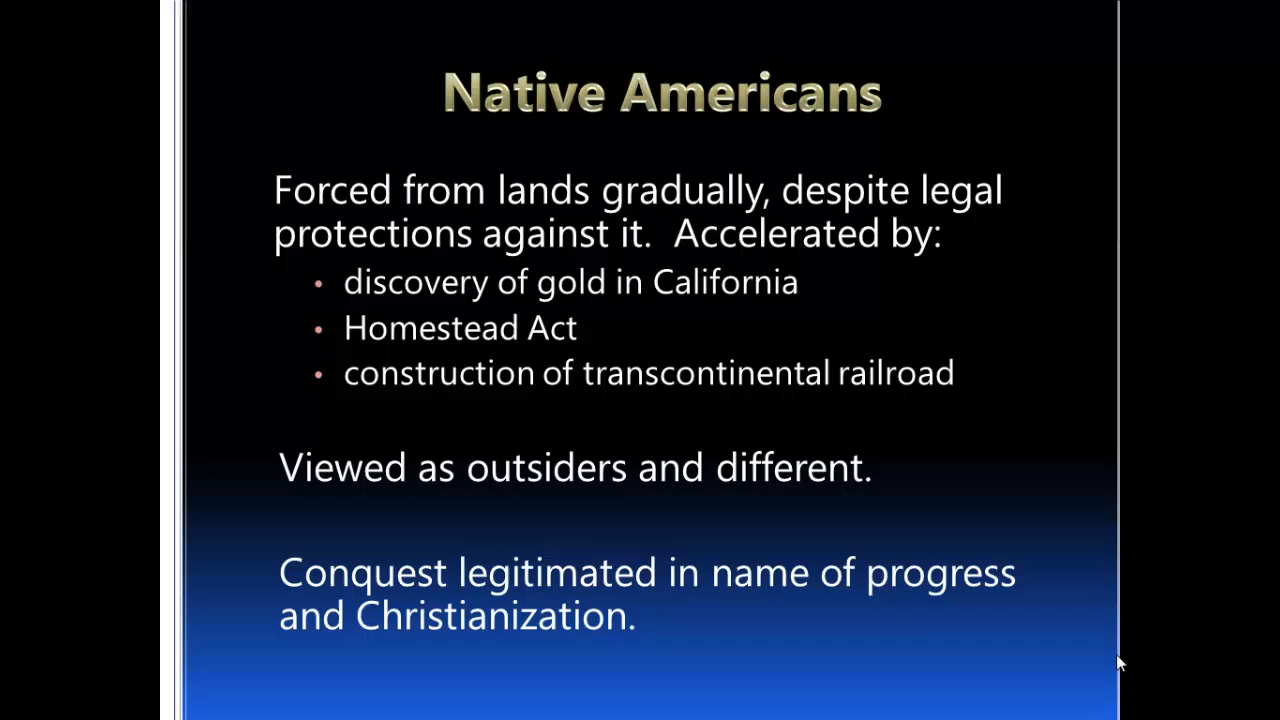 Native Americans
Forced from lands gradually, despite legal
protections against it.  Accelerated by:
• discovery of gold in California
• Homestead Act
• construction of transcontinental railroad
Viewed as outsiders and different.
Conquest legitimated in name of progress
and Christianization.